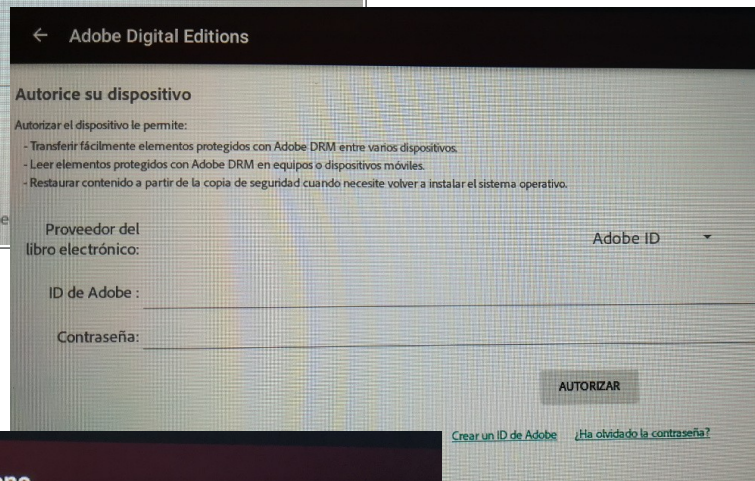 ← Adobe Digital Editions
Autorice su dispositivo
Autorizar el dispositivo le permite:
- Transferir fácilmente elementos protegidos con Adobe DRM entre varios dispositivos.
- Leer elementos protegidos con Adobe DRM en equipos o dispositivos móviles.
- Restaurar contenido a partir de la copia de seguridad cuando necesite volver a instalar el sistema operativo.
Proveedor del
libro electrónico:
Adobe ID
ID de Adobe :
Contraseña:
AUTORIZAR
Crear un ID de Adobe ¿Ha olvidado la contraseña?